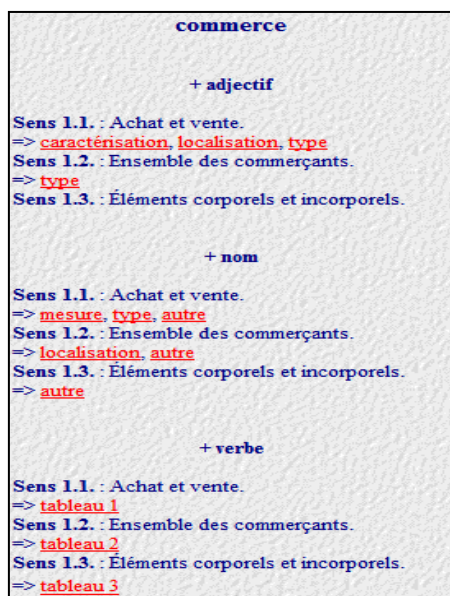 commerce
+ adjectif
Sens 1.1. : Achat et vente.
=> caractérisation, localisation, type
Sens 1.2. : Ensemble des commerçants.
=> type
Sens 1.3. : Éléments corporels et incorporels.
+ nom
Sens 1.1. : Achat et vente.
=> mesure, type, autre
Sens 1.2. : Ensemble des commerçants.
=> localisation, autre
Sens 1.3. : Éléments corporels et incorporels.
=> autre
+ verbe
Sens 1.1. : Achat et vente.
=> tableau 1
Sens 1.2. : Ensemble des commerçants.
=> tableau 2
Sens 1.3. : Éléments corporels et incorporels.
=> tableau 3